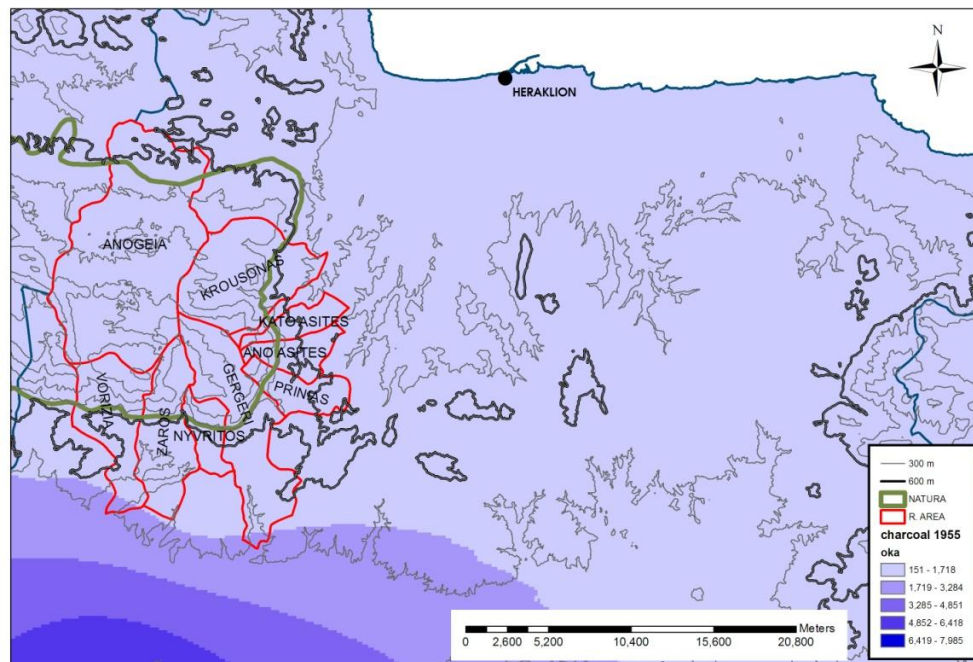 N
HERAKLION
ANOGEIA
KROUSONAS
KATO ASITES
ANO ASITES
GERGERI
PRINIAS
VORIZIA
ZAROS
NYVRITOS
300 m
600 m
NATURA
R. AREA
charcoal 1955
oka
151 - 1,718
1,719 - 3,284
3,285 - 4,851
4,852 - 6,418
6,419 - 7,985
Meters
0 2,600 5,200 10,400 15,600 20,800